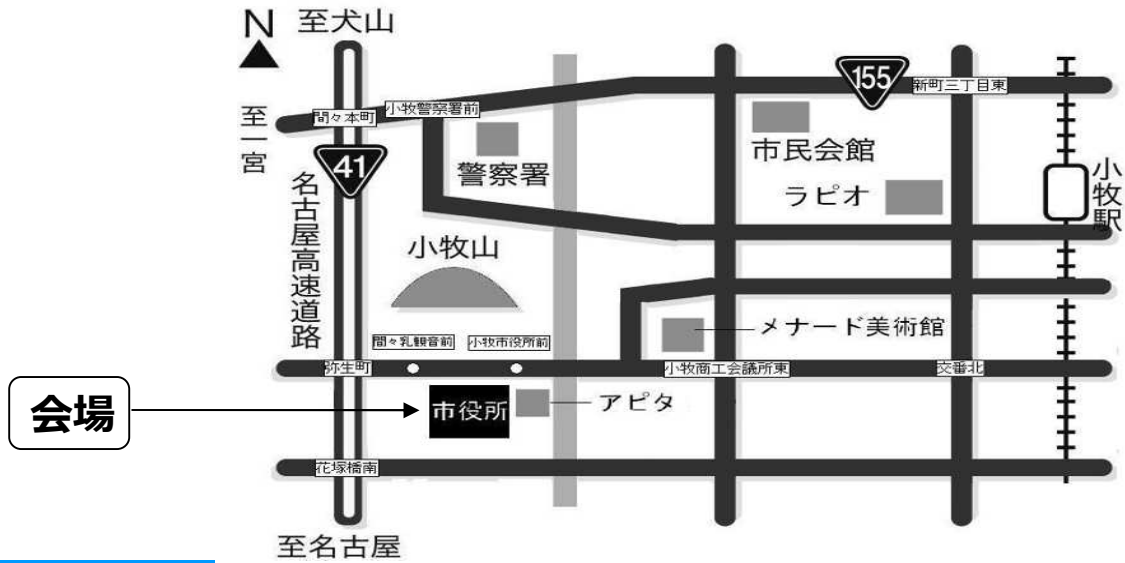 N
至犬山
155
新町三丁目東
小牧警察署前
間々本町
至一宮
市民会館
警察署
41
小牧駅
ラピオ
名古屋高速道路
小牧山
メナード美術館
間々乳観音前
小牧市役所前
弥生町
小牧商工会議所東
交番北
会場
市役所
アピタ
花塚橋南
至名古屋